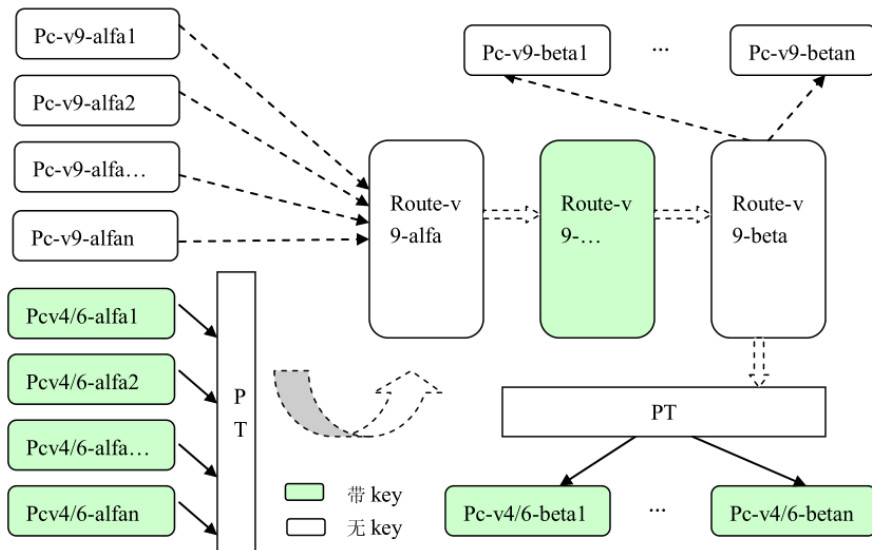 Pc-v9-alfa1
Pc-v9-alfa2
Pc-v9-alfa…
Pc-v9-alfan
Pc-v9-beta1
...
Pc-v9-betan
Route-v
9-alfa
Route-v
9-…
Route-v
9-beta
Pcv4/6-alfa1
Pcv4/6-alfa2
Pcv4/6-alfa…
Pcv4/6-alfan
P
T
PT
带 key
无 key
Pc-v4/6-beta1
...
Pc-v4/6-betan